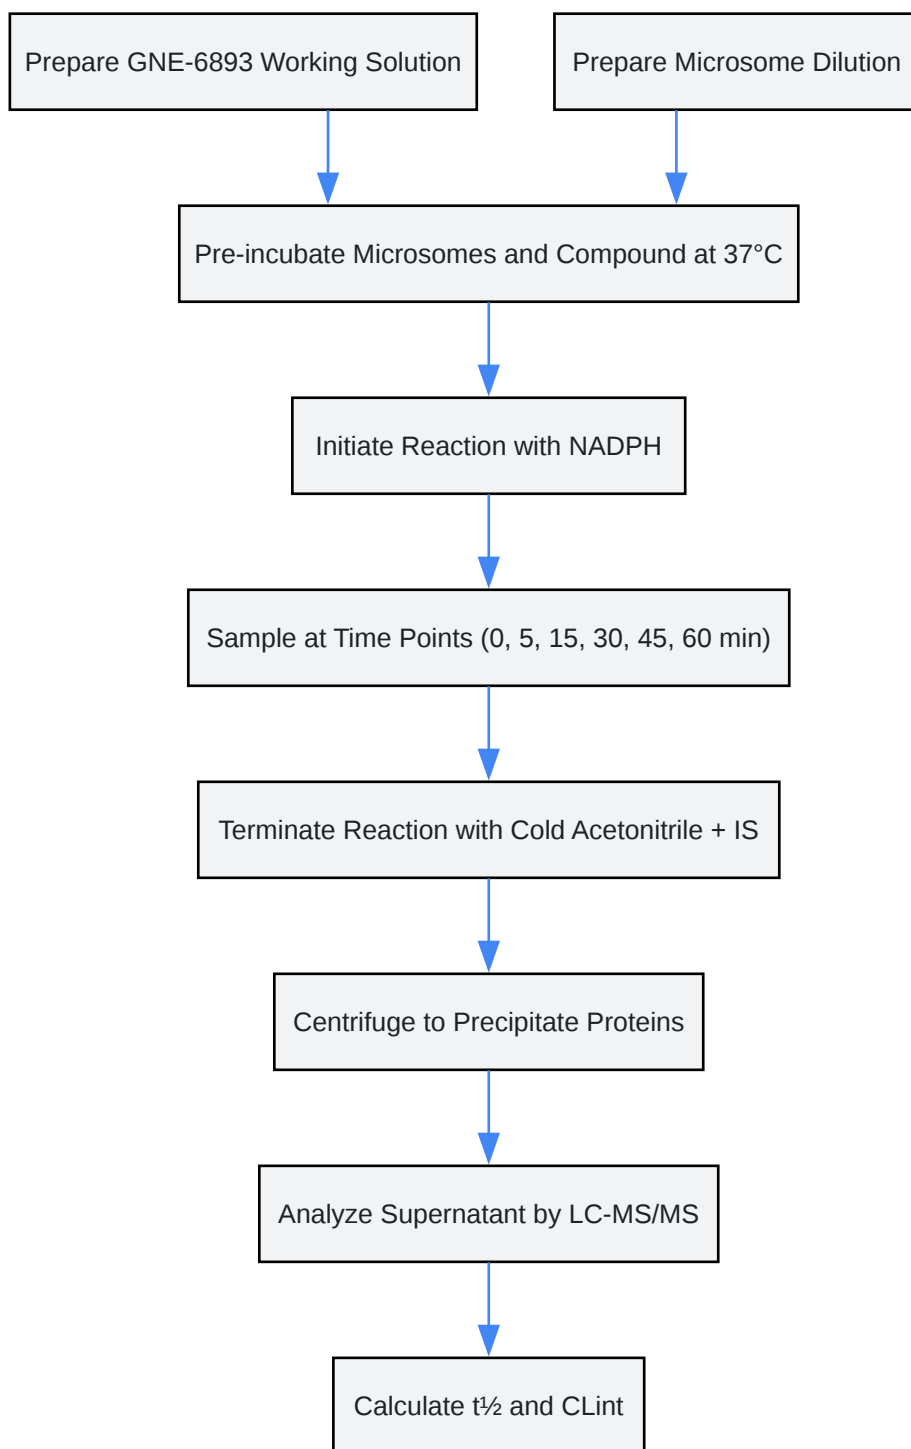 Prepare GNE-6893 Working Solution
Prepare Microsome Dilution
Pre-incubate Microsomes and Compound at 37°C
Initiate Reaction with NADPH
Sample at Time Points (0, 5, 15, 30, 45, 60 min)
Terminate Reaction with Cold Acetonitrile + IS
Centrifuge to Precipitate Proteins
Analyze Supernatant by LC-MS/MS
Calculate t½ and CLint